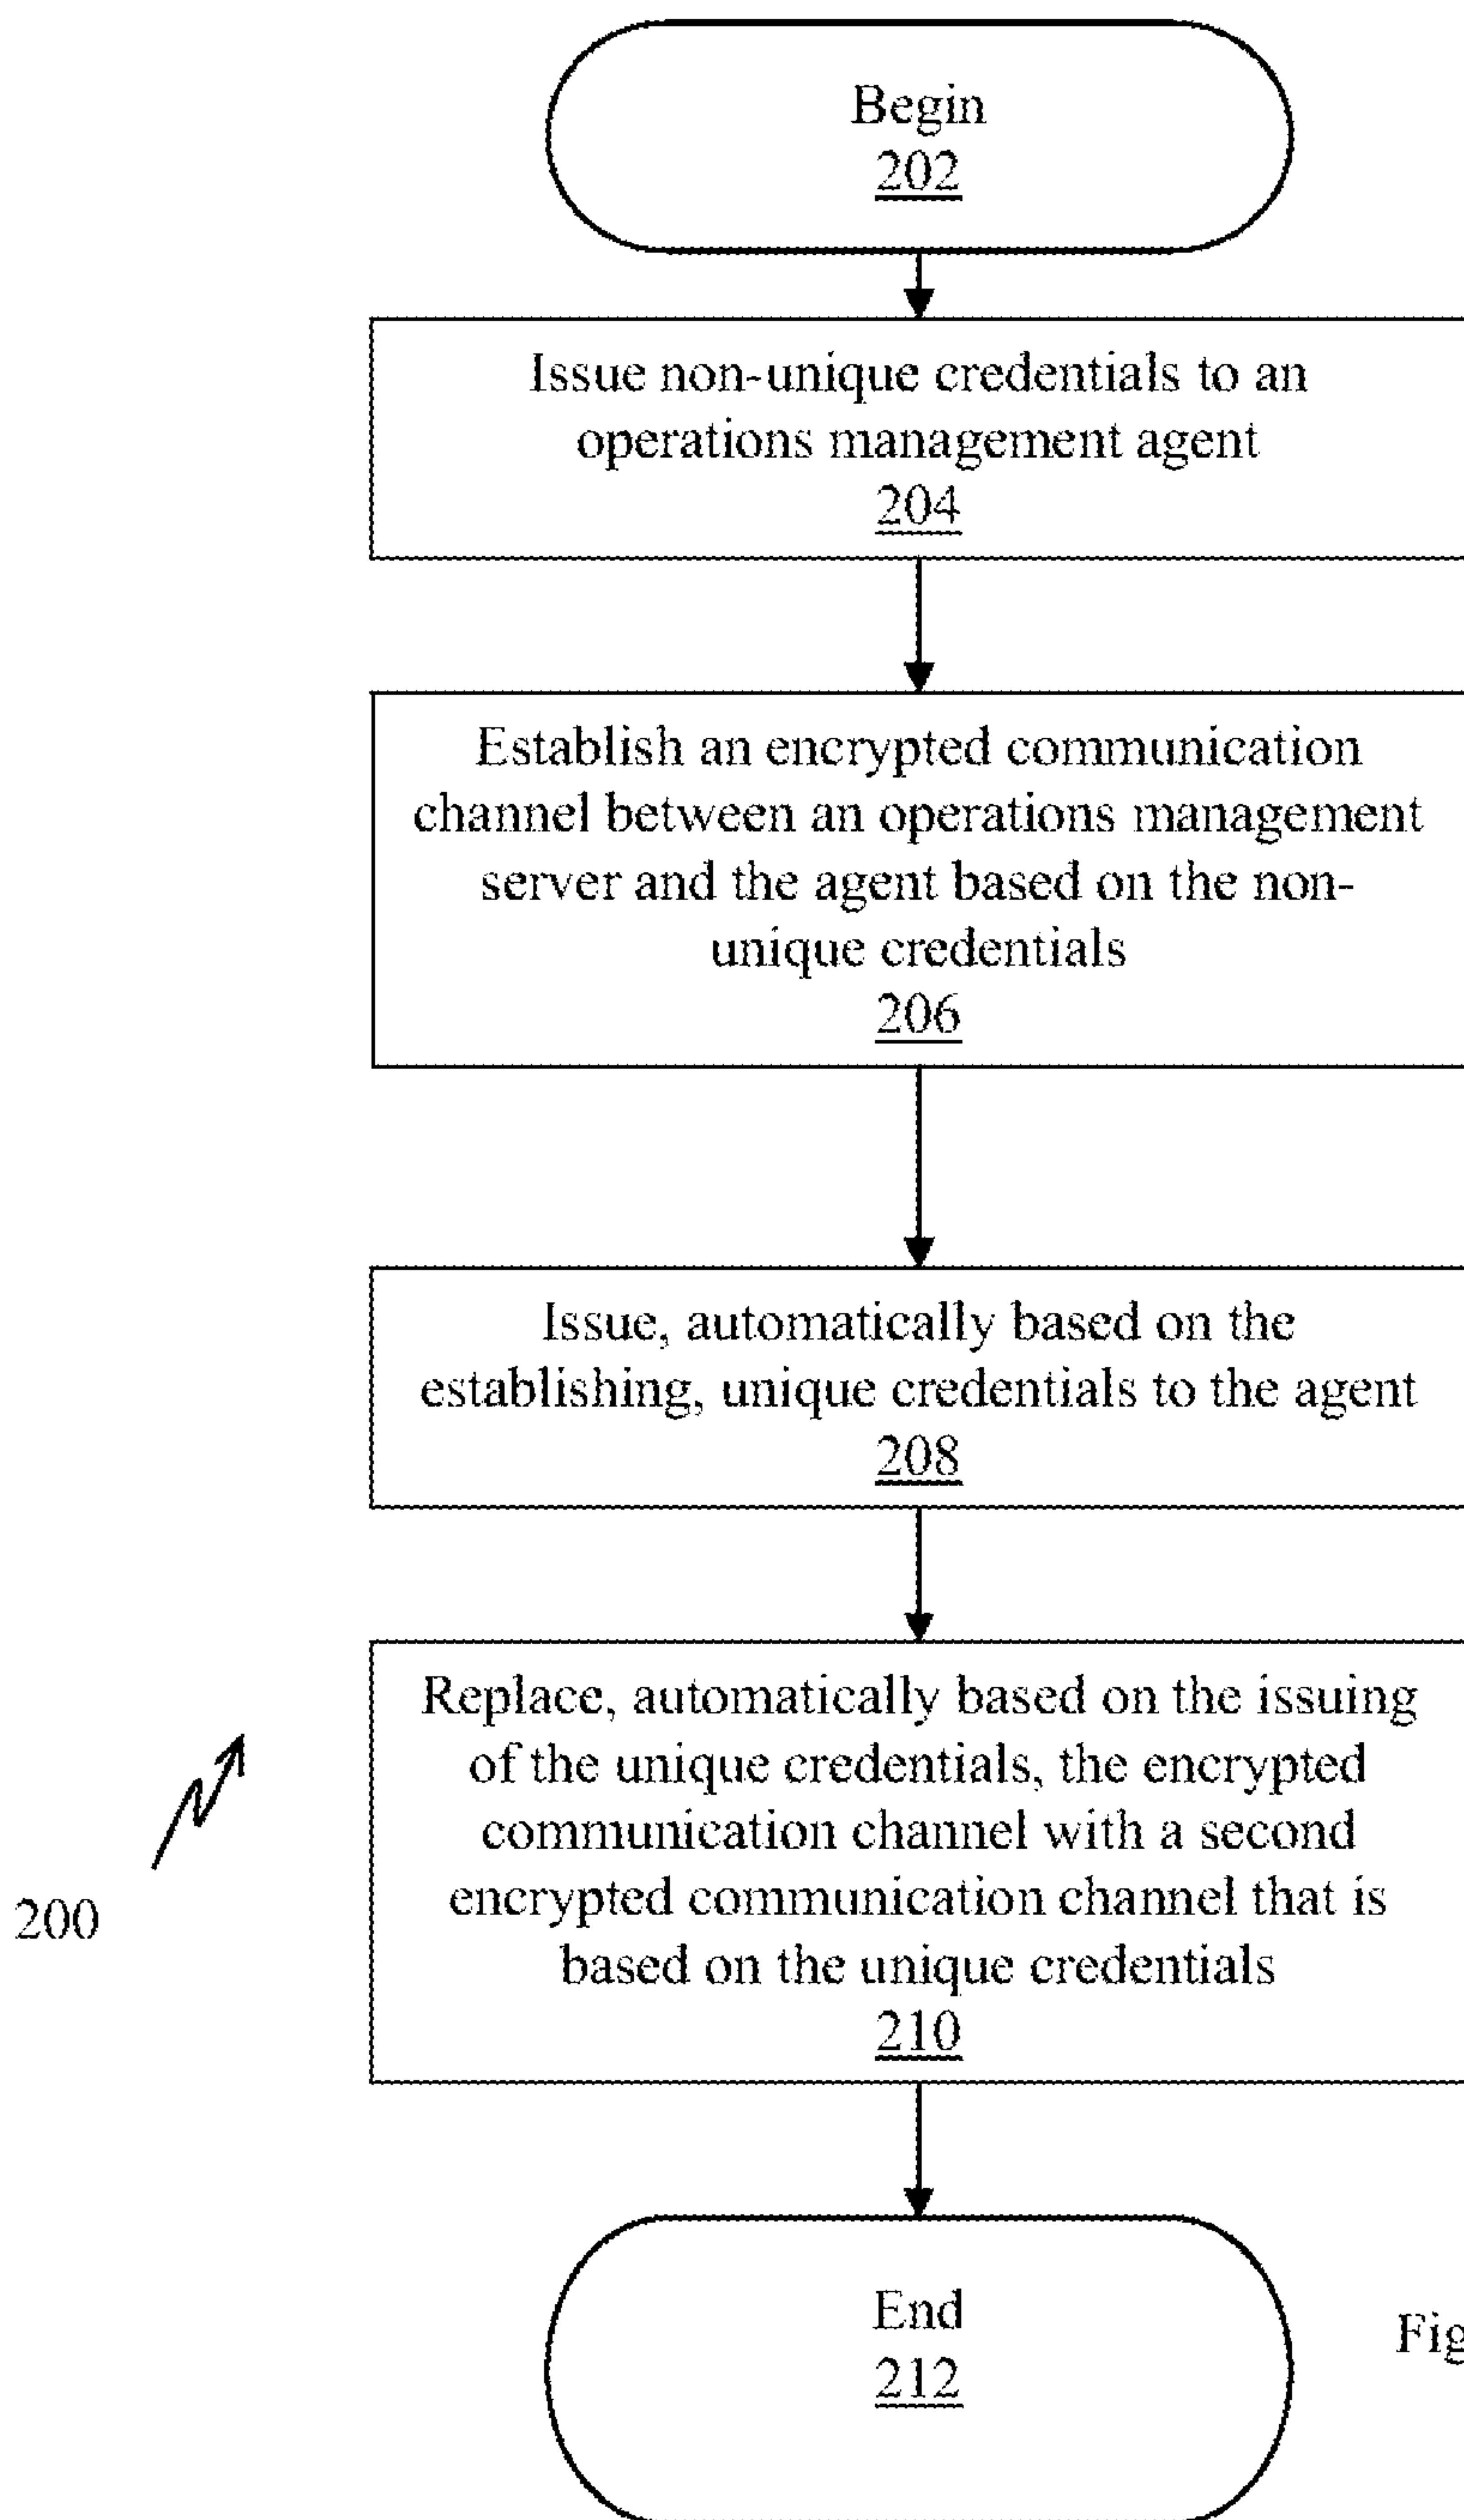 Begin
202
Issue non-unique credentials to an
operations management agent
204
Establish an encrypted communication
channel between an operations management
server and the agent based on the non-
unique credentials
206
Issue, automatically based on the
establishing, unique credentials to the agent
208
Replace, automatically based on the issuing
of the unique credentials, the encrypted
communication channel with a second
encrypted communication channel that is
based on the unique credentials
210
200
End
212
Fig